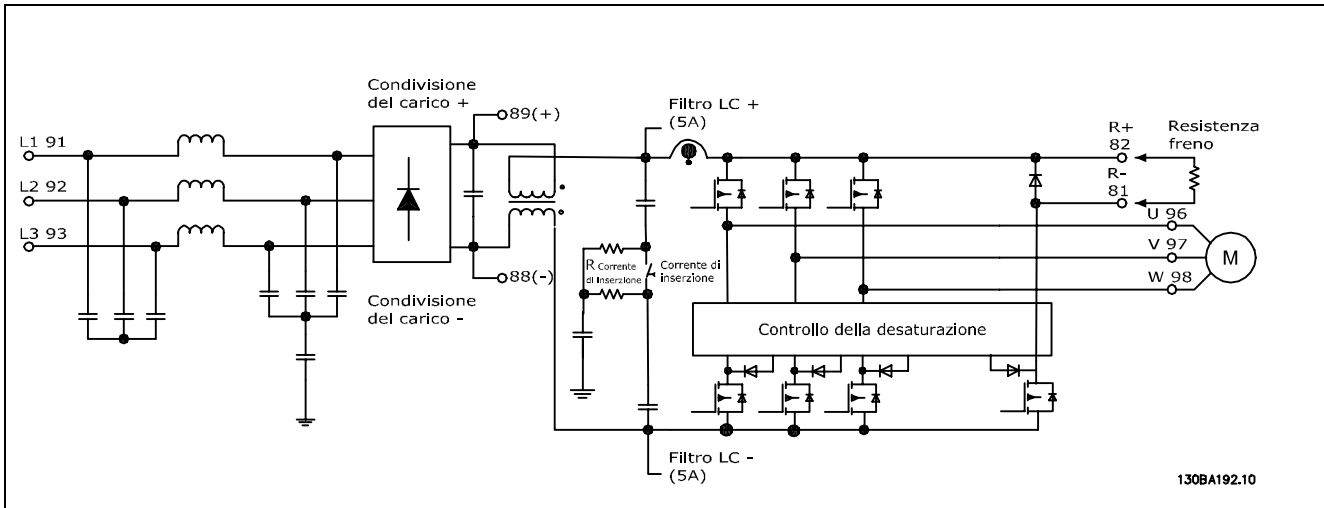 Condivisione
del carico +
89(+)
Filtro LC +
(5A)
L1 91
L2 92
L3 93
R+
82
R-
81
Resistenza
freno
U 96
V 97
W 98
M
88(-)
R Corrente
di Inserzione
Corrente di
inserzione
Condivisione
del carico -
Controllo della desaturazione
Filtro LC -
(5A)
130BA192.10